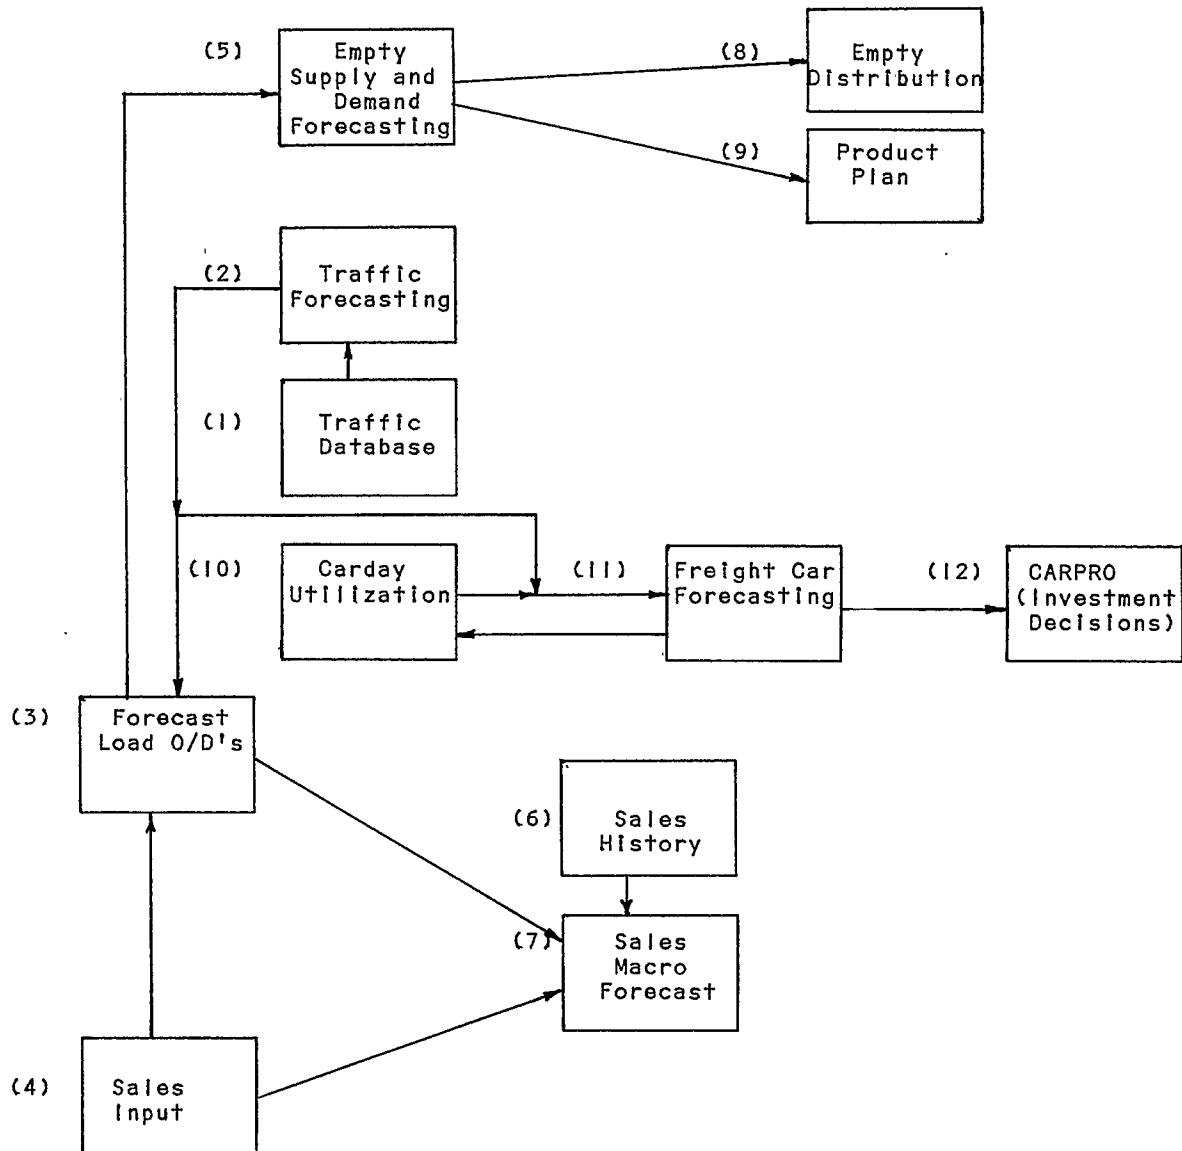 (5)
Empty
Supply and
Demand
Forecasting
(8)
Empty
Distribution
(9)
Product
Plan
(2)
Traffic
Forecasting
(1)
Traffic
Database
(10)
Carday
Utilization
(11)
Freight Car
Forecasting
(12)
CARPRO
(Investment
Decisions)
(3)
Forecast
Load O/D's
(6)
Sales
History
(7)
Sales
Macro
Forecast
(4)
Sales
Input